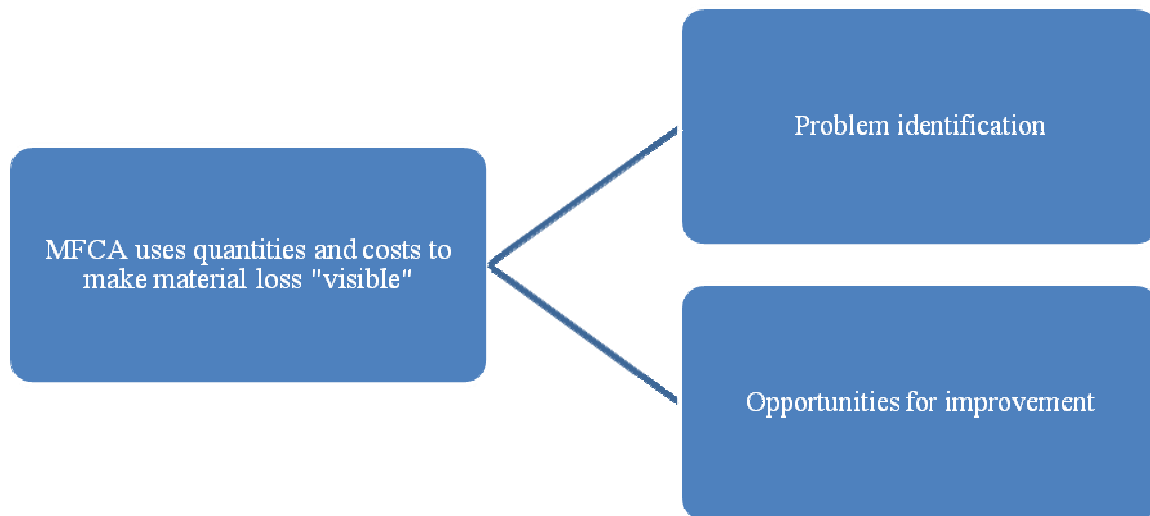 MFCA uses quantities and costs to
make material loss "visible"
Problem identification
Opportunities for improvement